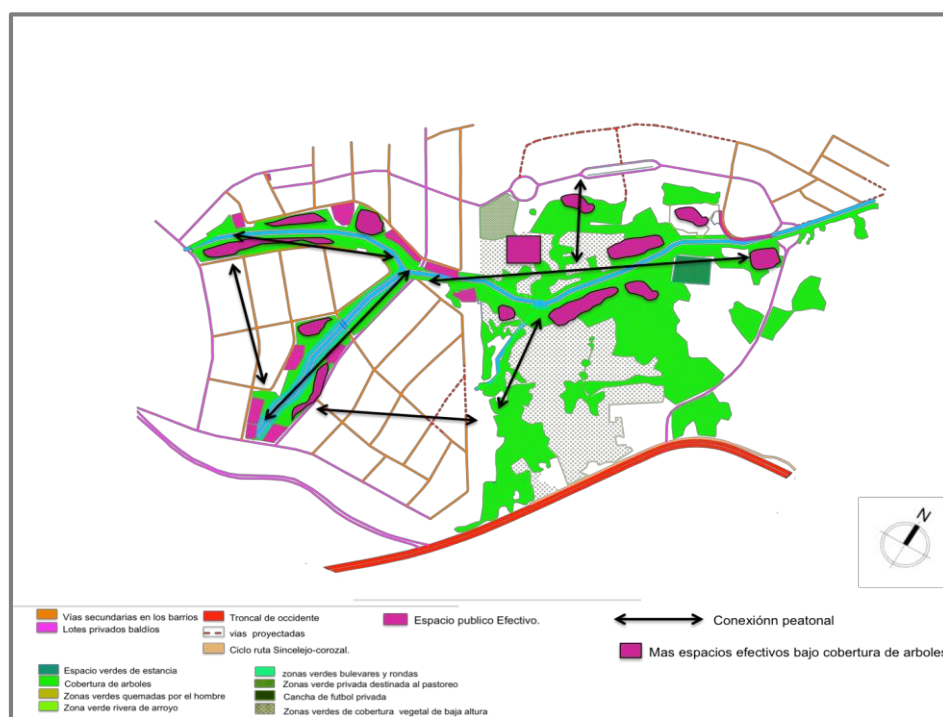 N
Vías secundarias en los barrios
Lotes privados baldíos
Troncal de occidente
vias proyectadas
Ciclo ruta Sincelejo-corozal.
Espacio publico Efectivo.
Conexiónn peatonal
Mas espacios efectivos bajo cobertura de arboles
Espacio verdes de estancia
Cobertura de arboles
Zonas verdes quemadas por el hombre
Zona verde rivera de arroyo
zonas verdes bulevares y rondas
Zonas verde privada destinada al pastoreo
Cancha de futbol privada
Zonas verdes de cobertura vegetal de baja altura